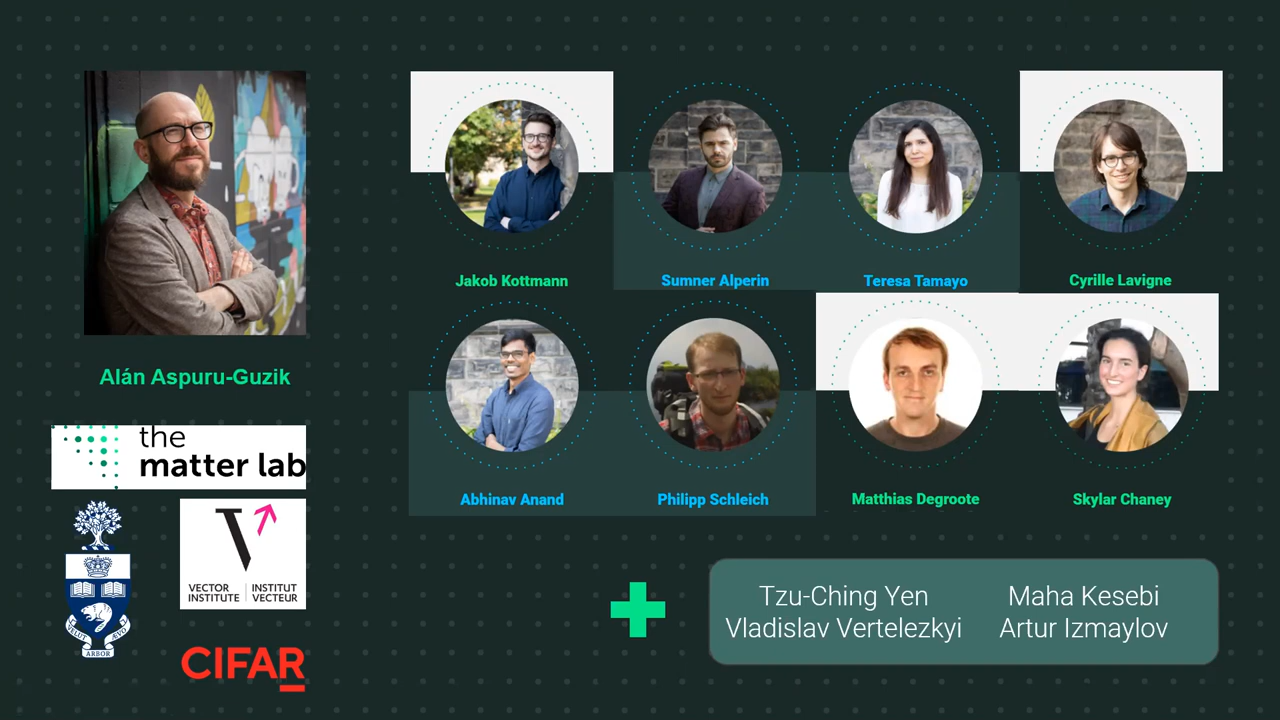 Alán Aspuru-Guzik
the
matter lab
VECTOR INSTITUTE
INSTITUT VECTEUR
ARBOR
CIFAR
Jakob Kottmann
Sumner Alperin
Teresa Tamayo
Cyrille Lavigne
Abhinav Anand
Philipp Schleich
Matthias Degroote
Skylar Chaney
Tzu-Ching Yen
Vladislav Vertelezkyi
Maha Kesebi
Artur Izmaylov